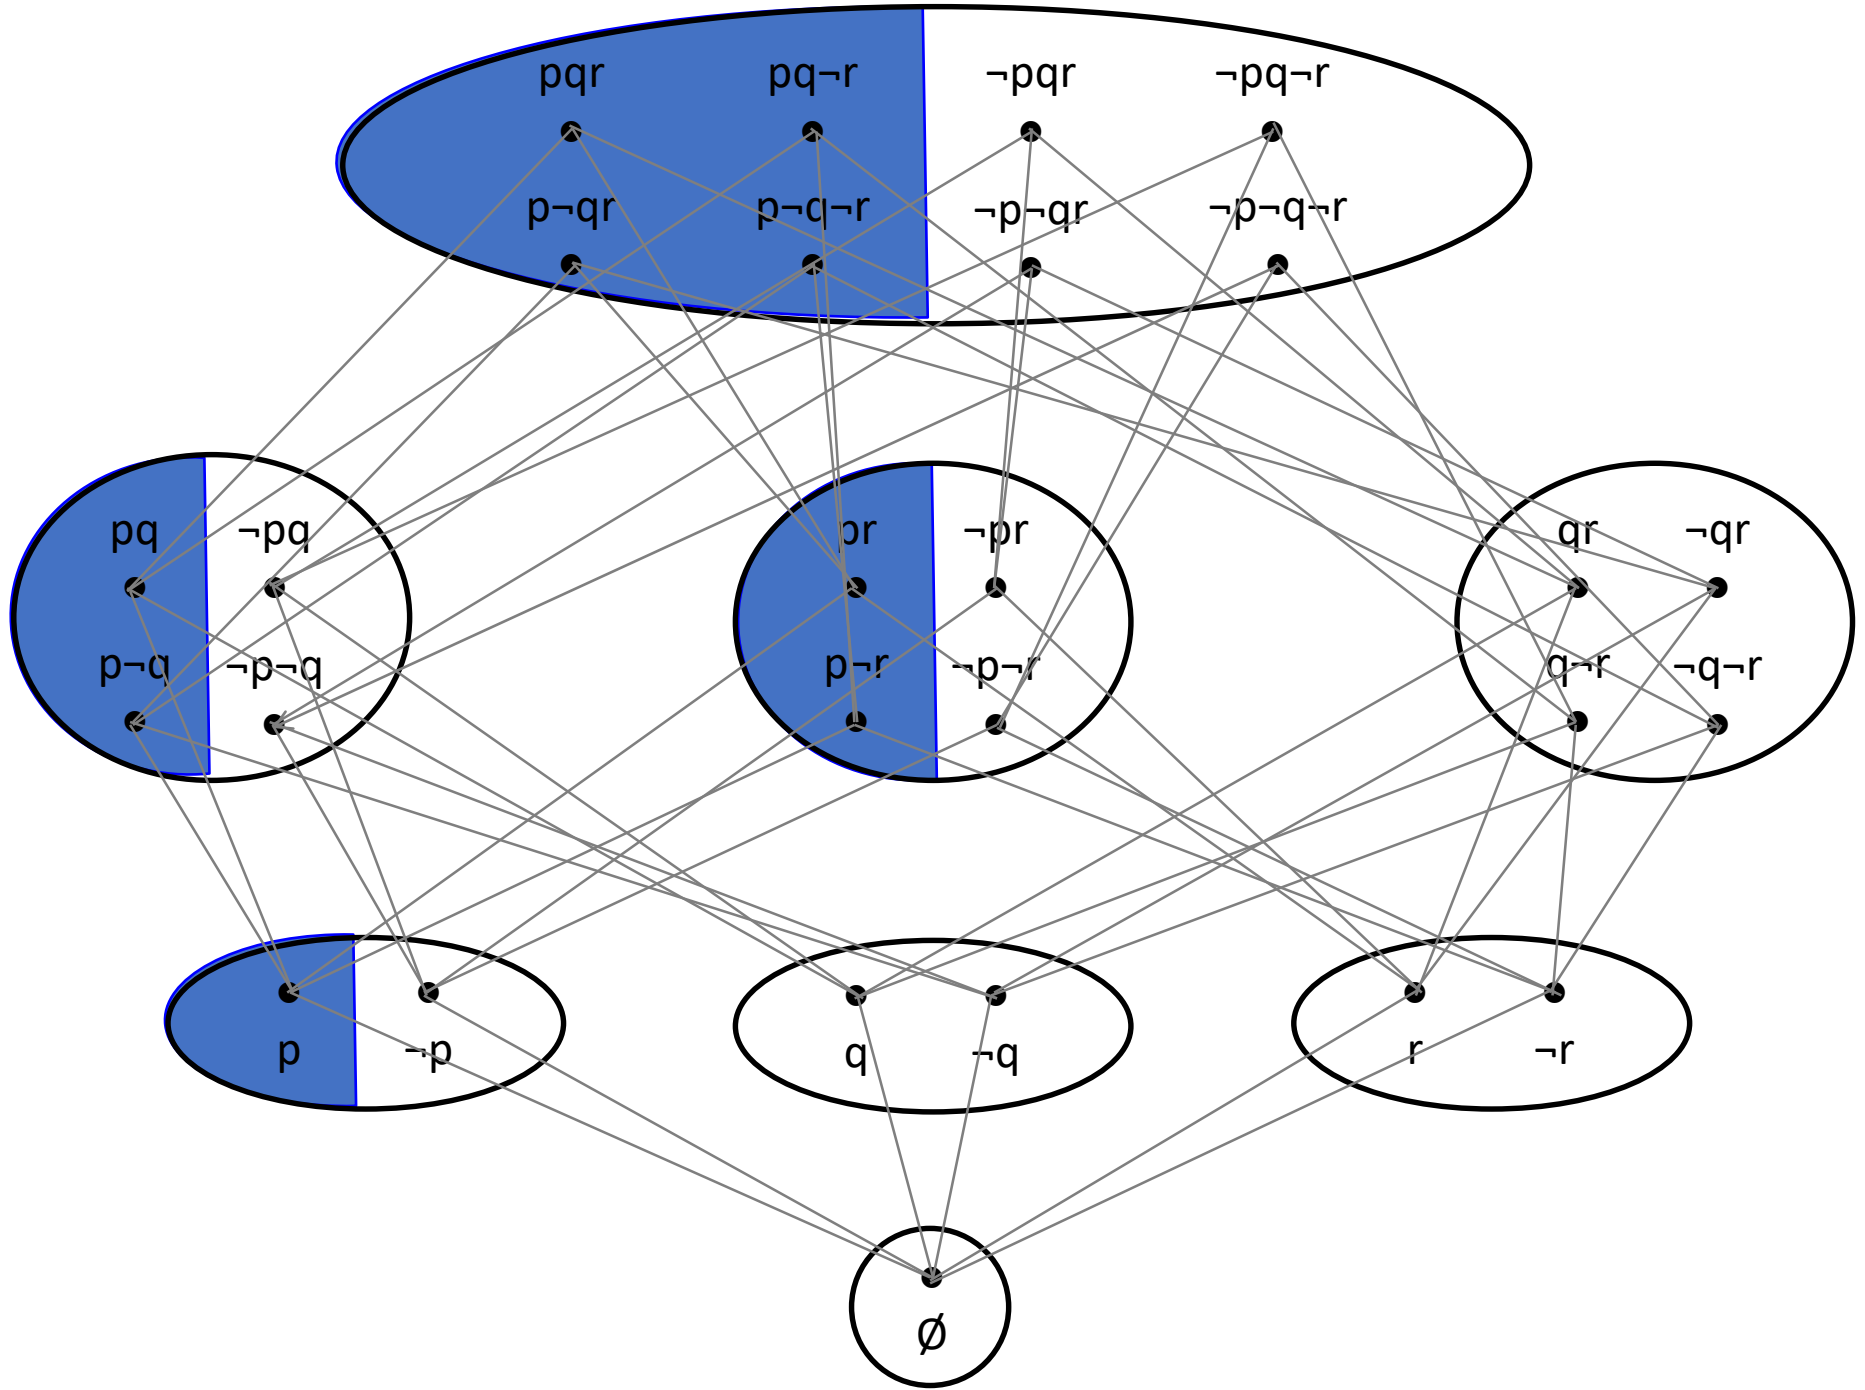 pqr pq¬r ¬pqr ¬pq¬r
p¬qr p¬q¬r ¬p¬qr ¬p¬q¬r
pq ¬pq pr ¬pr qr ¬qr
p¬q ¬p¬q p¬r ¬p¬r q¬r ¬q¬r
p ¬p q ¬q r ¬r
Ø